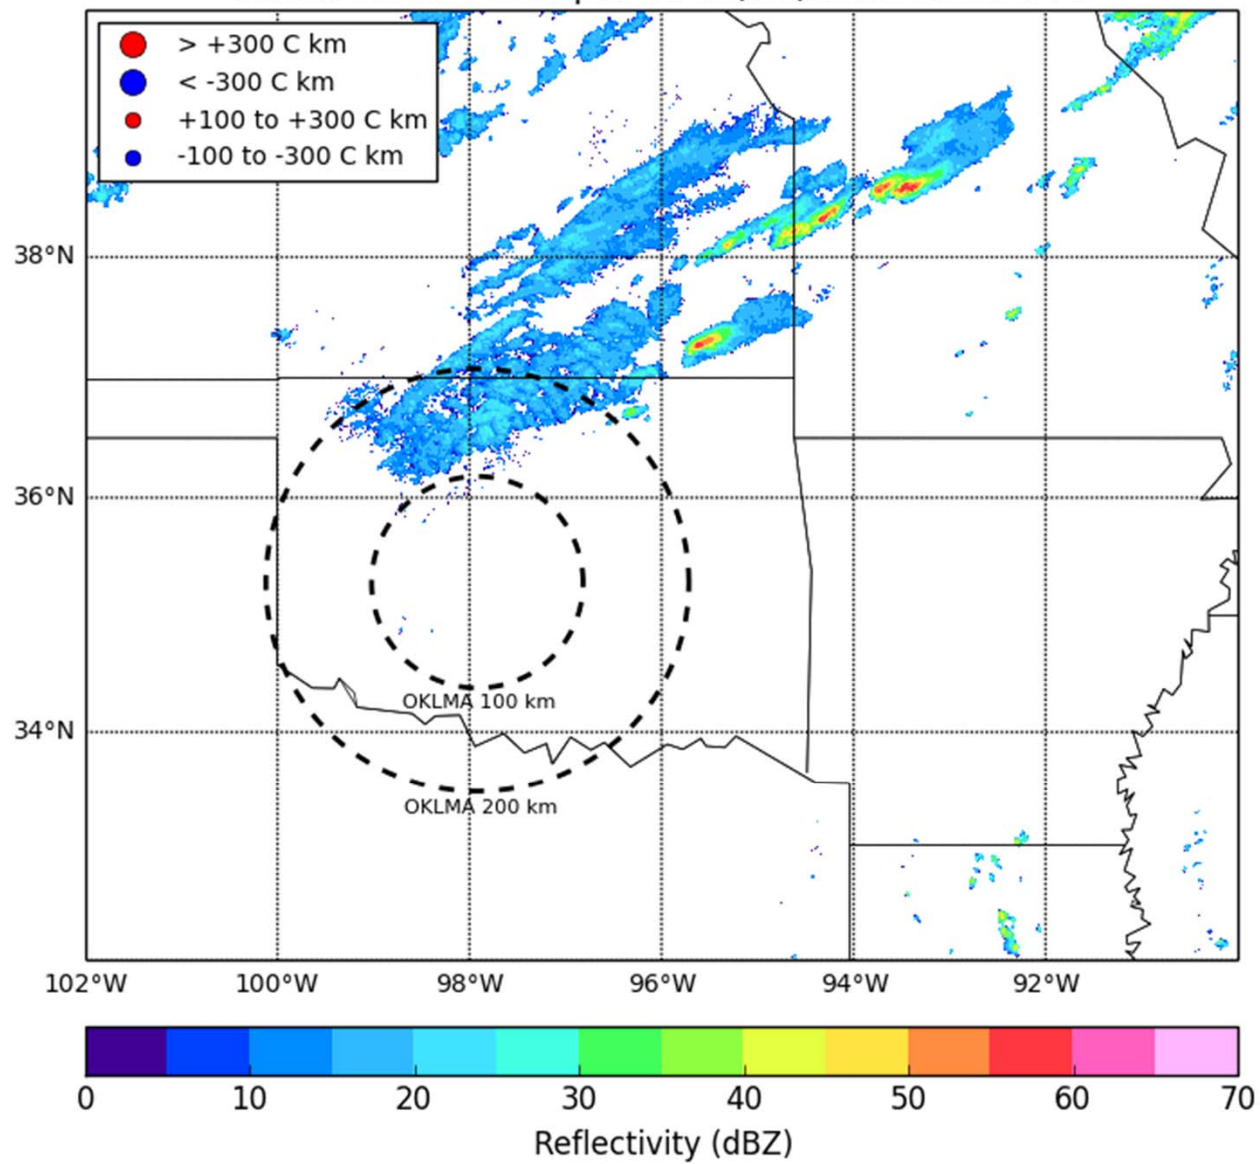 > +300 C km
< -300 C km
+100 to +300 C km
-100 to -300 C km
38°N
36°N
34°N
OKLMA 100 km
OKLMA 200 km
102°W 100°W 98°W 96°W 94°W 92°W
0 10 20 30 40 50 60 70
Reflectivity (dBZ)